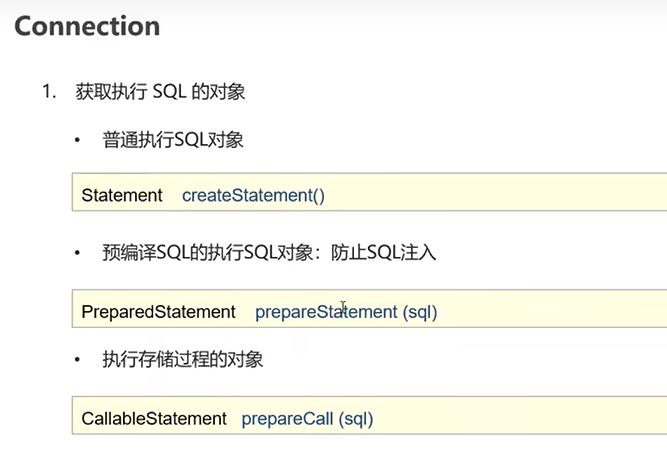 Connection
1. 获取执行 SQL 的对象
• 普通执行SQL对象
Statement createStatement()
• 预编译SQL的执行SQL对象：防止SQL注入
PreparedStatement prepareStatement (sql)
• 执行存储过程的对象
CallableStatement prepareCall (sql)